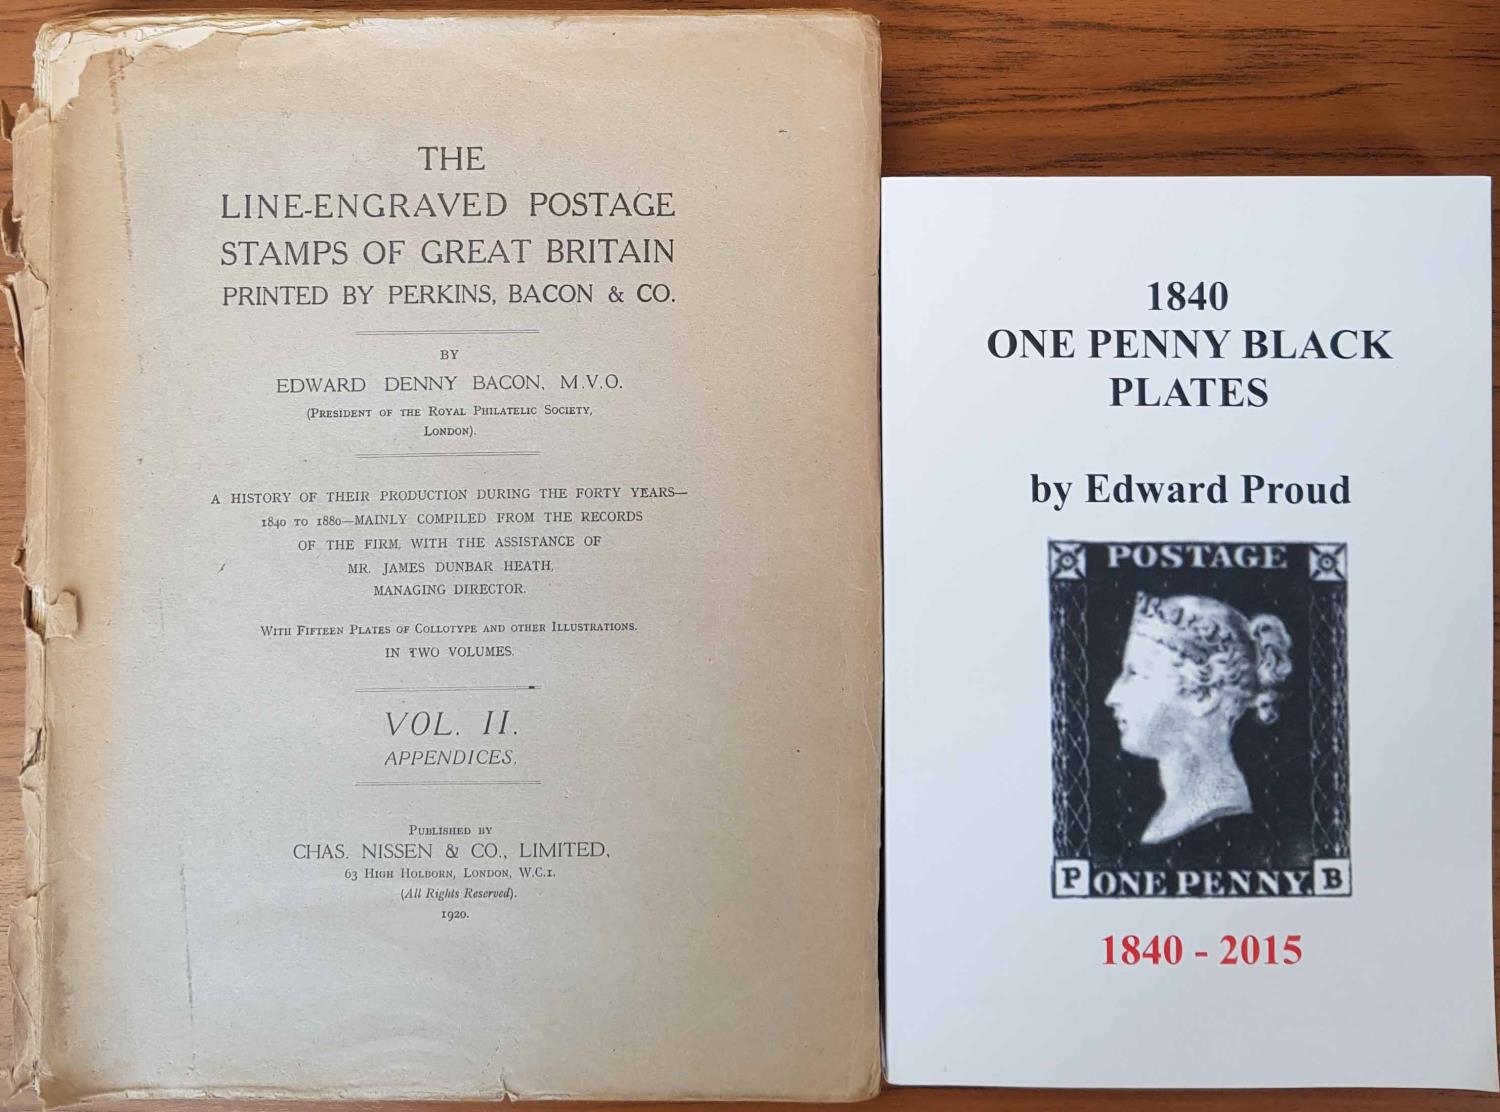 THE
LINE-ENGRAVED POSTAGE
STAMPS OF GREAT BRITAIN
PRINTED BY PERKINS, BACON & CO.
BY
EDWARD DENNY BACON, M.V.O.
(PRESIDENT OF THE ROYAL PHILATELIC SOCIETY,
LONDON).
A HISTORY OF THEIR PRODUCTION DURING THE FORTY YEARS—
1840 TO 1880—MAINLY COMPILED FROM THE RECORDS
OF THE FIRM, WITH THE ASSISTANCE OF
MR. JAMES DUNBAR HEATH,
MANAGING DIRECTOR.
WITH FIFTEEN PLATES OF COLLOTYPE AND OTHER ILLUSTRATIONS.
IN TWO VOLUMES.
VOL. II.
APPENDICES.
PUBLISHED BY
CHAS. NISSEN & CO., LIMITED,
63 HIGH HOLBORN, LONDON, W.C.1.
(All Rights Reserved).
1920.
1840
ONE PENNY BLACK
PLATES
by Edward Proud
POSTAGE
P ONE PENNY. B
1840 - 2015